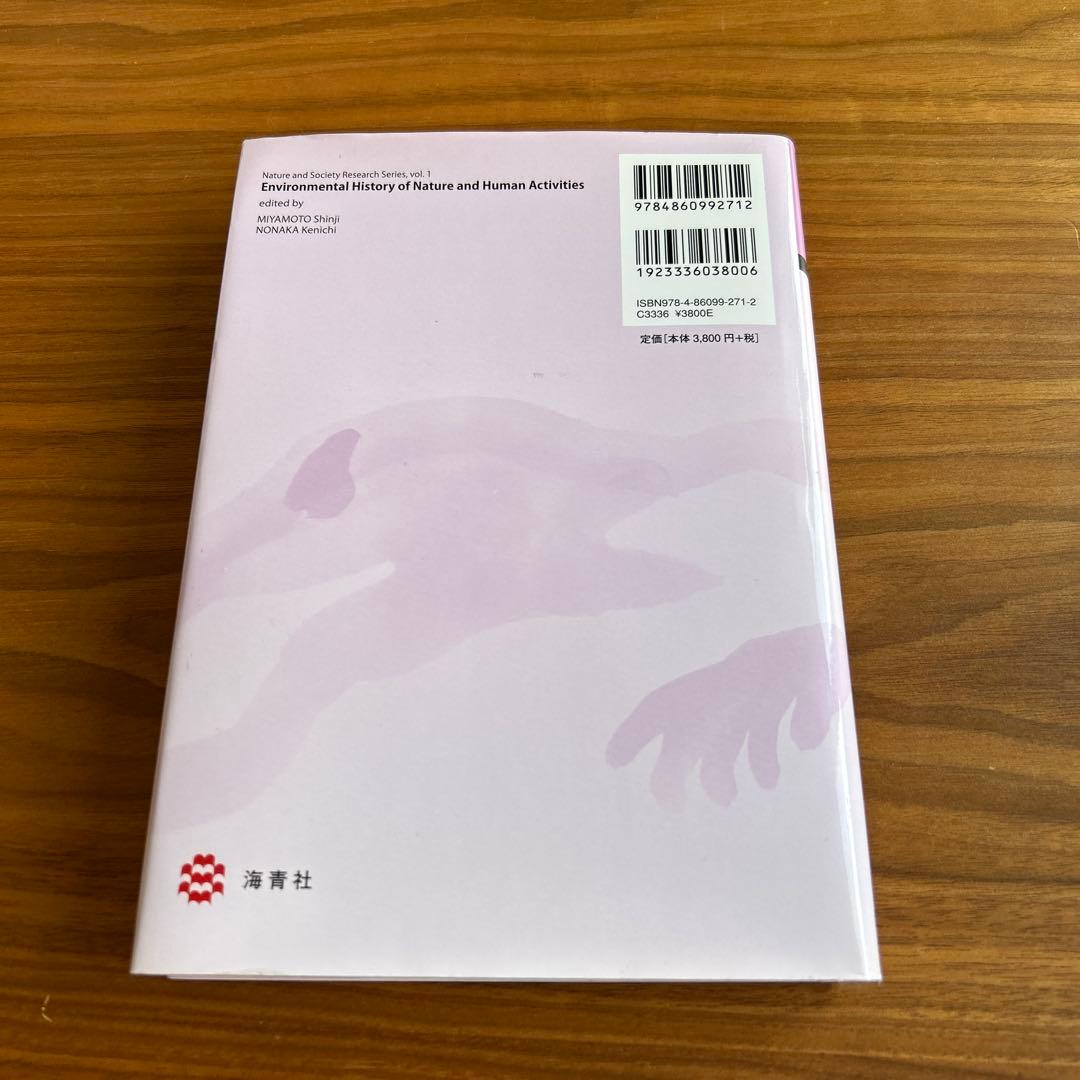 Nature and Society Research Series, vol. 1
Environmental History of Nature and Human Activities
edited by
MIYAMOTO Shinji
NONAKA Kenichi
9784860992712
1923336038006
ISBN978-4-86099-271-2
C3336 ¥3800E
定価[本体 3,800 円+税]
海青社